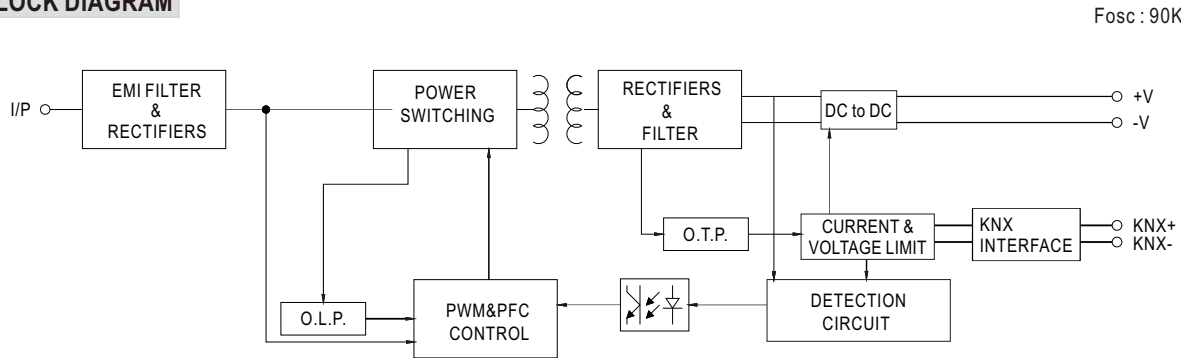 BLOCK DIAGRAM
Fosc : 90K
I/P
EMI FILTER
&
RECTIFIERS
POWER
SWITCHING
RECTIFIERS
&
FILTER
DC to DC
+V
-V
O.T.P.
CURRENT &
VOLTAGE LIMIT
KNX
INTERFACE
KNX+
KNX-
O.L.P.
PWM&PFC
CONTROL
DETECTION
CIRCUIT